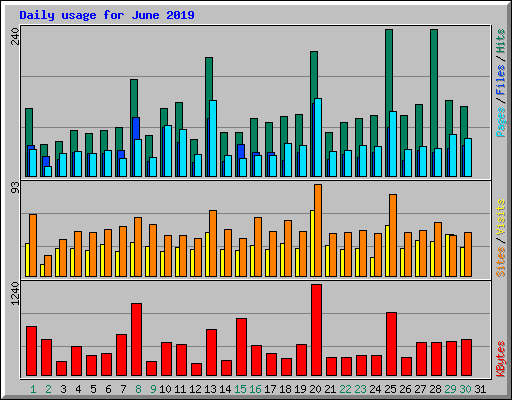 Daily usage for June 2019
240
Pages / Files / Hits
93
Sites / Visits
1240
KBytes
1 2 3 4 5 6 7 8 9 10 11 12 13 14 15 16 17 18 19 20 21 22 23 24 25 26 27 28 29 30 31